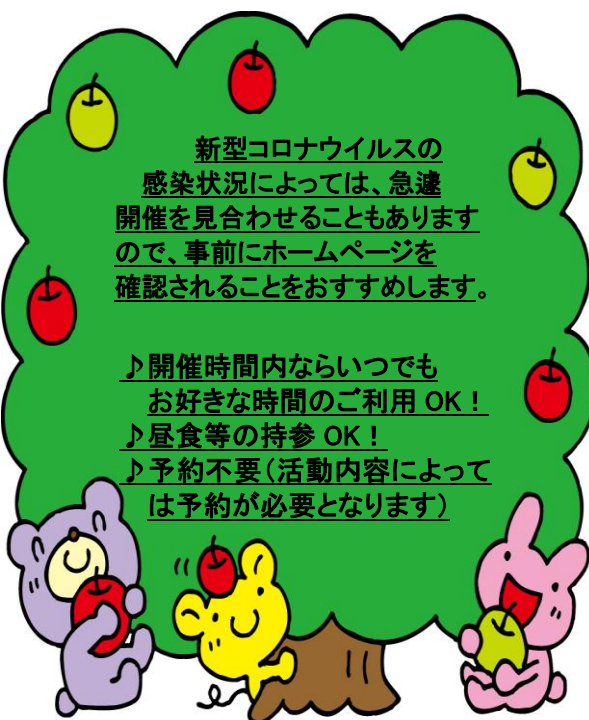 新型コロナウイルスの
感染状況によっては、急遽
開催を見合わせることもあります
ので、事前にホームページを
確認されることをおすすめします。
♪開催時間内ならいつでも
お好きな時間のご利用 OK！
♪昼食等の持参 OK！
♪予約不要（活動内容によって
は予約が必要となります）